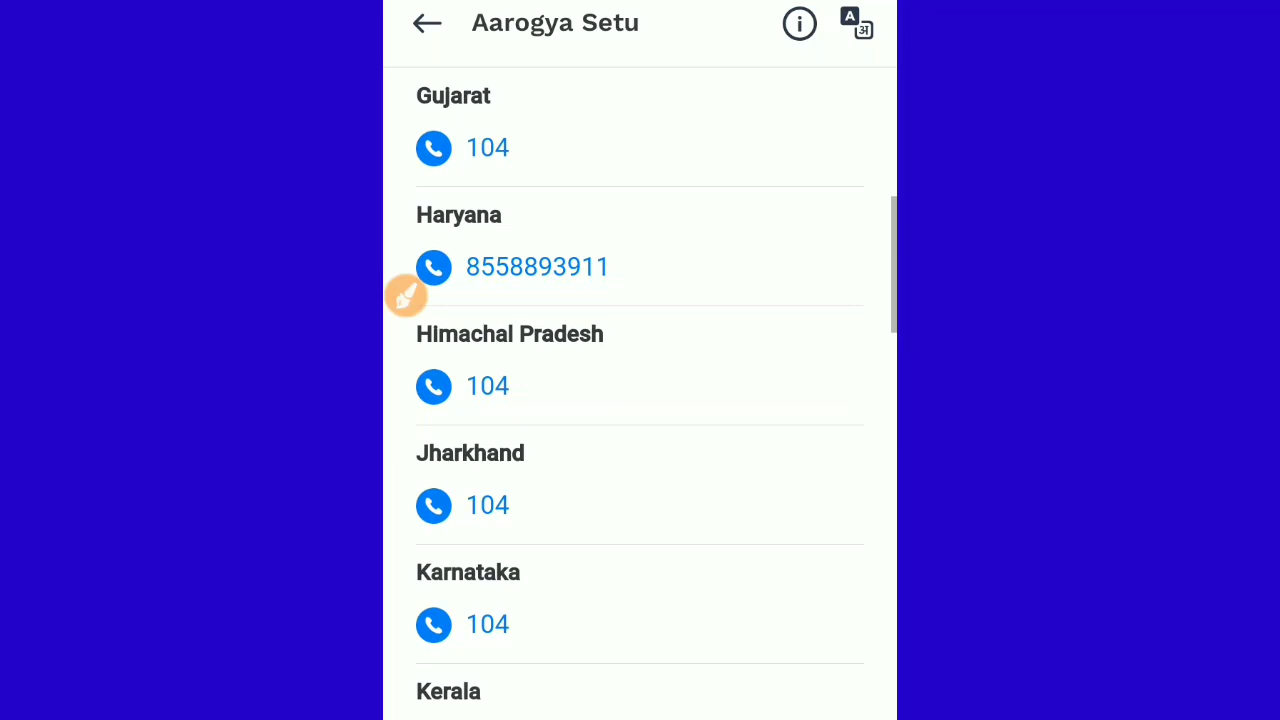 Aarogya Setu
A
अ
Gujarat
104
Haryana
8558893911
Himachal Pradesh
104
Jharkhand
104
Karnataka
104
Kerala